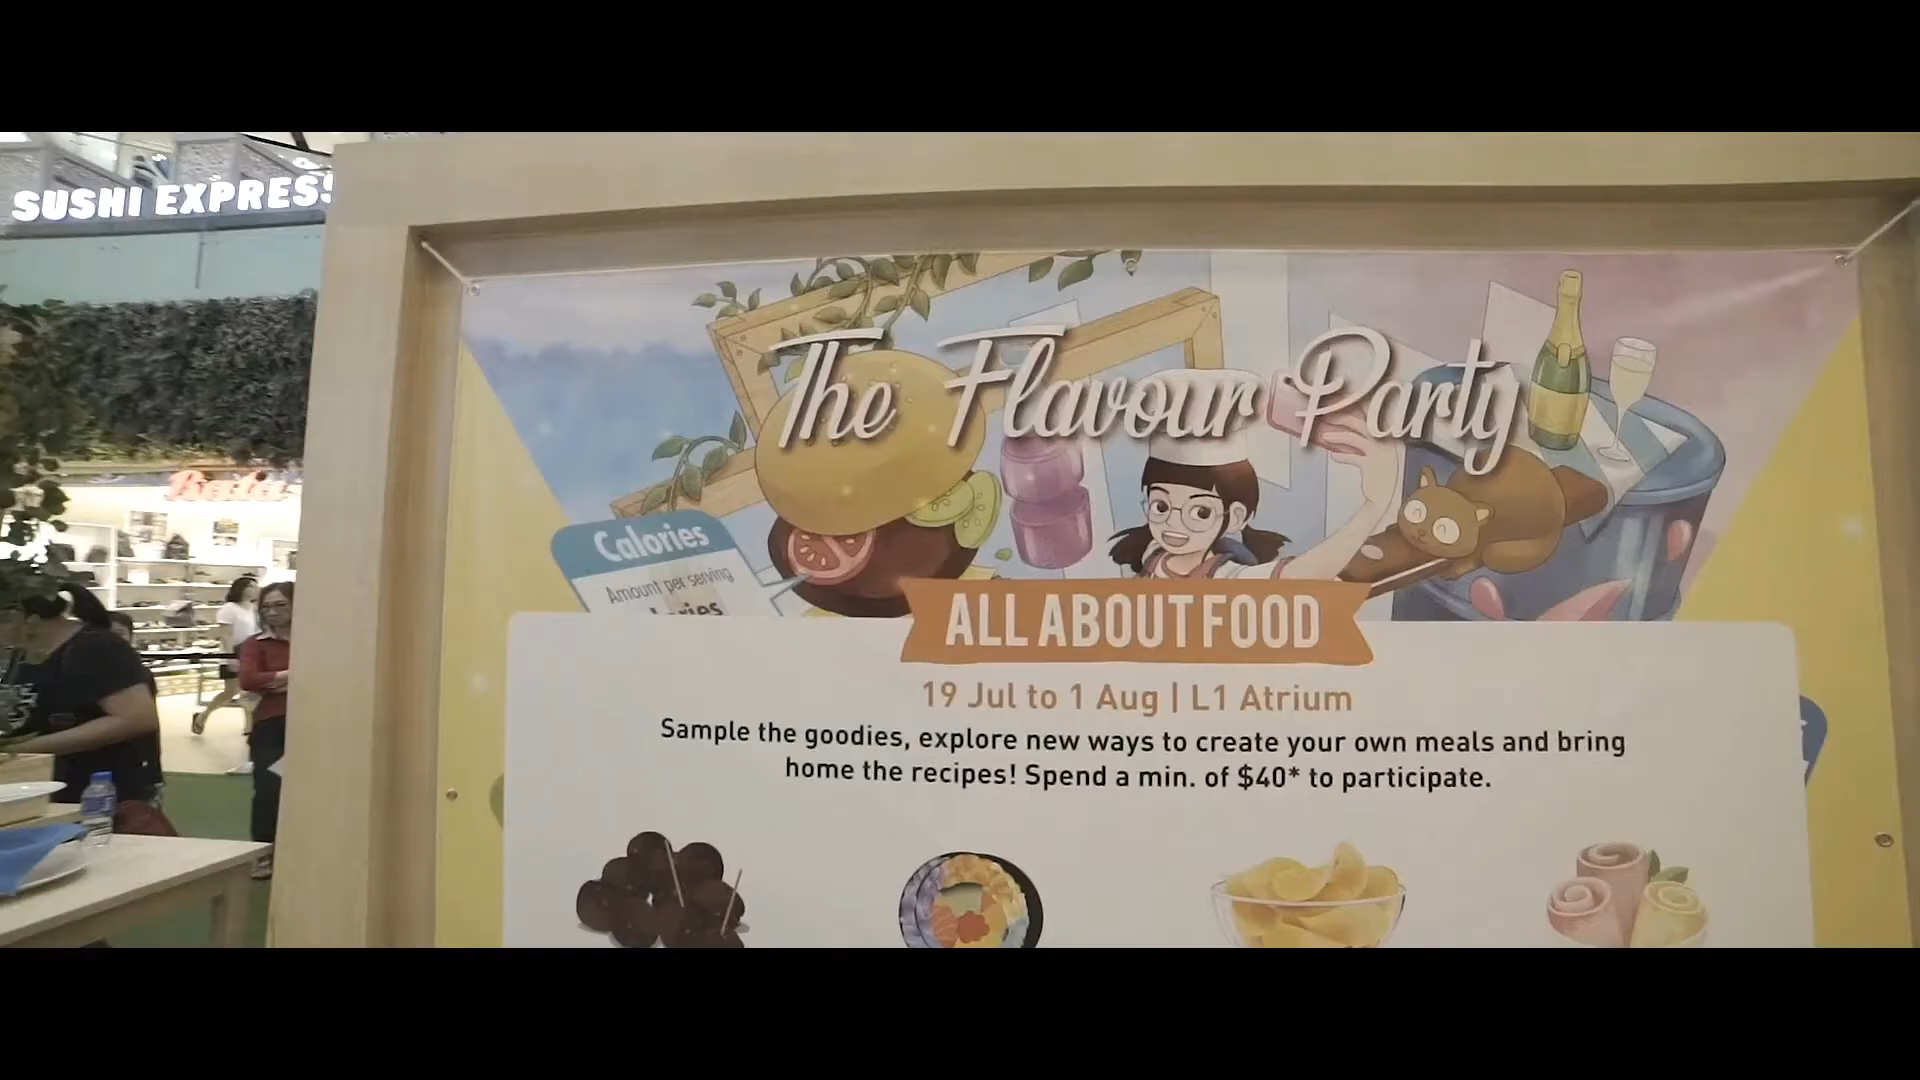 SUSHI EXPRESS
Bata
The Flavour Party
Calories
Amount per serving
ALL ABOUT FOOD
19 Jul to 1 Aug | L1 Atrium
Sample the goodies, explore new ways to create your own meals and bring
home the recipes! Spend a min. of $40* to participate.